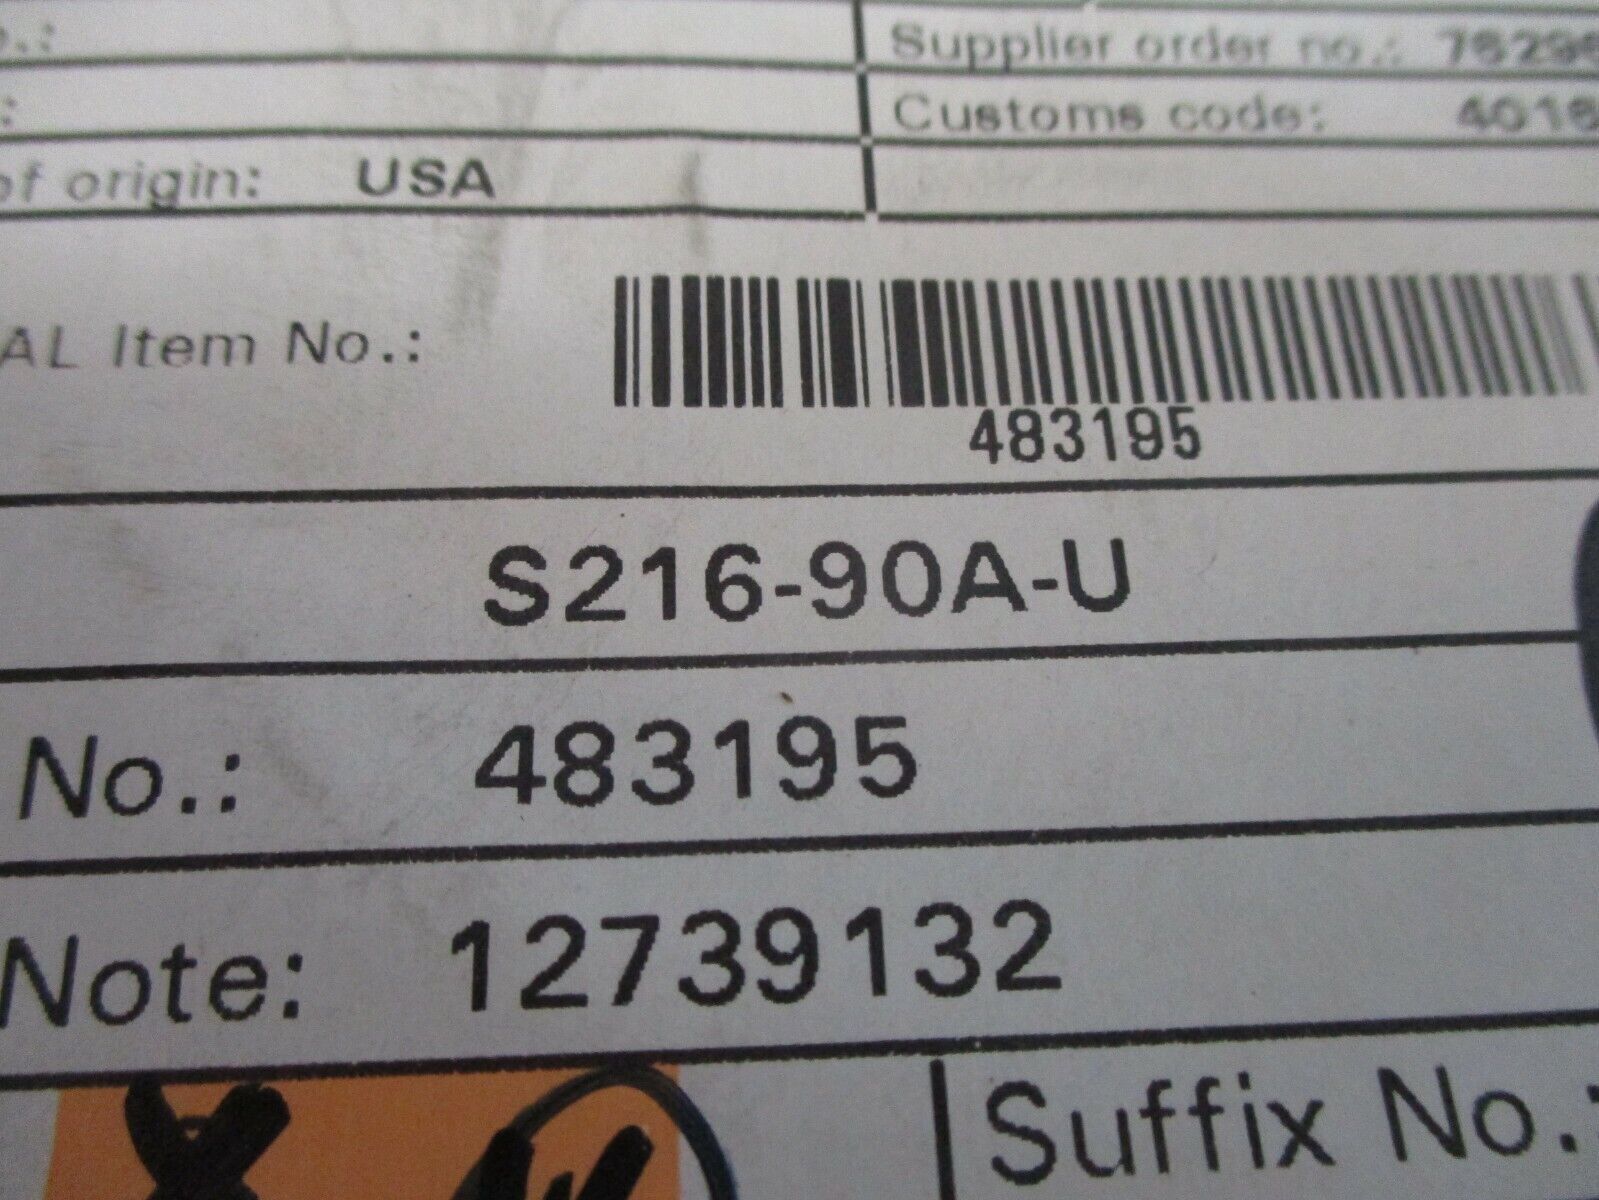 Supplier order no.:
Customs code:
of origin: USA
AL Item No.:
483195
S216-90A-U
No.: 483195
Note: 12739132
Suffix No.: